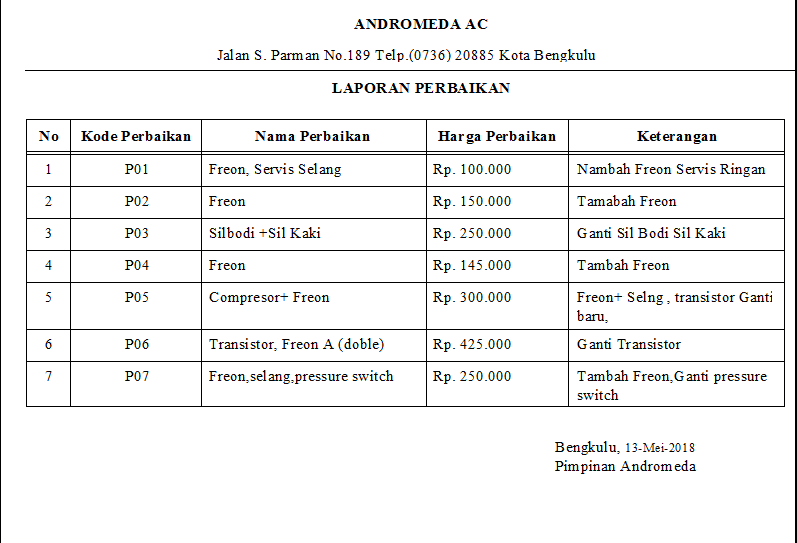 ANDROMEDA AC
Jalan S. Parman No.189 Telp.(0736) 20885 Kota Bengkulu
LAPORAN PERBAIKAN
No Kode Perbaikan Nama Perbaikan Harga Perbaikan Keterangan
1 P01 Freon, Servis Selang Rp. 100.000 Nambah Freon Servis Ringan
2 P02 Freon Rp. 150.000 Tamabah Freon
3 P03 Silbodi +Sil Kaki Rp. 250.000 Ganti Sil Bodi Sil Kaki
4 P04 Freon Rp. 145.000 Tambah Freon
5 P05 Compresor+ Freon Rp. 300.000 Freon+ Selng , transistor Ganti
baru,
6 P06 Transistor, Freon A (doble) Rp. 425.000 Ganti Transistor
7 P07 Freon,selang,pressure switch Rp. 250.000 Tambah Freon,Ganti pressure
switch
Bengkulu, 13-Mei-2018
Pimpinan Andromeda